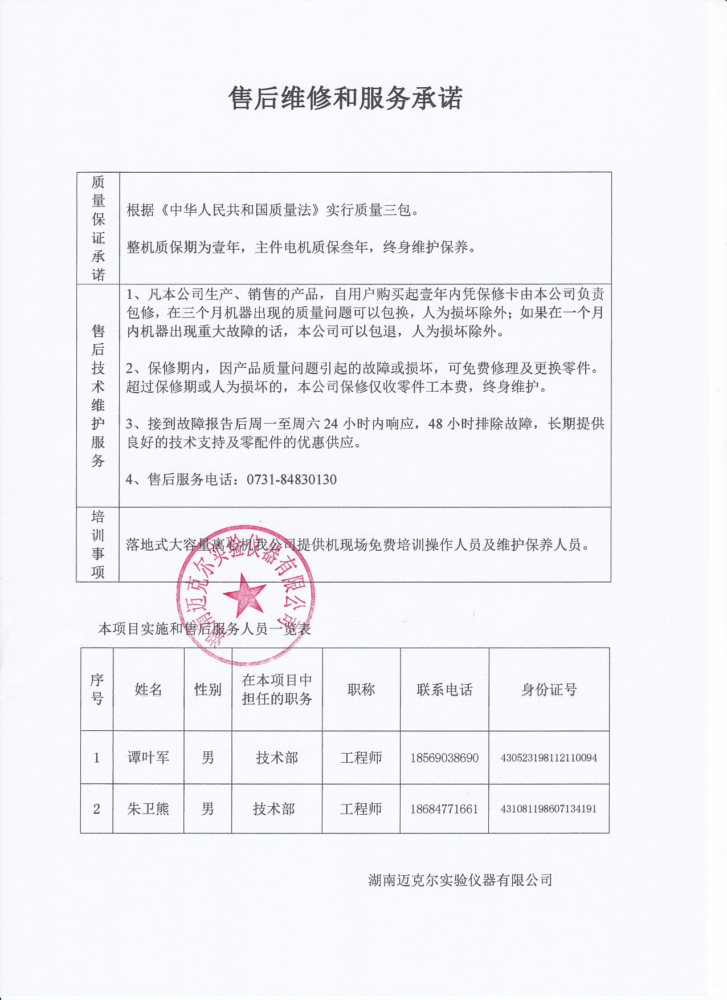 售后维修和服务承诺
质量保证承诺
根据《中华人民共和国质量法》实行质量三包。
整机质保期为壹年，主件电机质保叁年，终身维护保养。
售后技术维护服务
1、凡本公司生产、销售的产品，自用户购买起壹年内凭保修卡由本公司负责
包修，在三个月机器出现的质量问题可以包换，人为损坏除外；如果在一个月
内机器出现重大故障的话，本公司可以包退，人为损坏除外。
2、保修期内，因产品质量问题引起的故障或损坏，可免费修理及更换零件。
超过保修期或人为损坏的，本公司保修仅收零件工本费，终身维护。
3、接到故障报告后周一至周六 24 小时内响应，48 小时排除故障，长期提供
良好的技术支持及零配件的优惠供应。
4、售后服务电话：0731-84830130
培训事项
落地式大容量离心机我公司提供机现场免费培训操作人员及维护保养人员。
湖南迈克尔实验仪器有限公司
本项目实施和售后服务人员一览表
序号 姓名 性别 在本项目中担任的职务 职称 联系电话 身份证号
1 谭叶军 男 技术部 工程师 18569038690 430523198112110094
2 朱卫熊 男 技术部 工程师 18684771661 431081198607134191
湖南迈克尔实验仪器有限公司